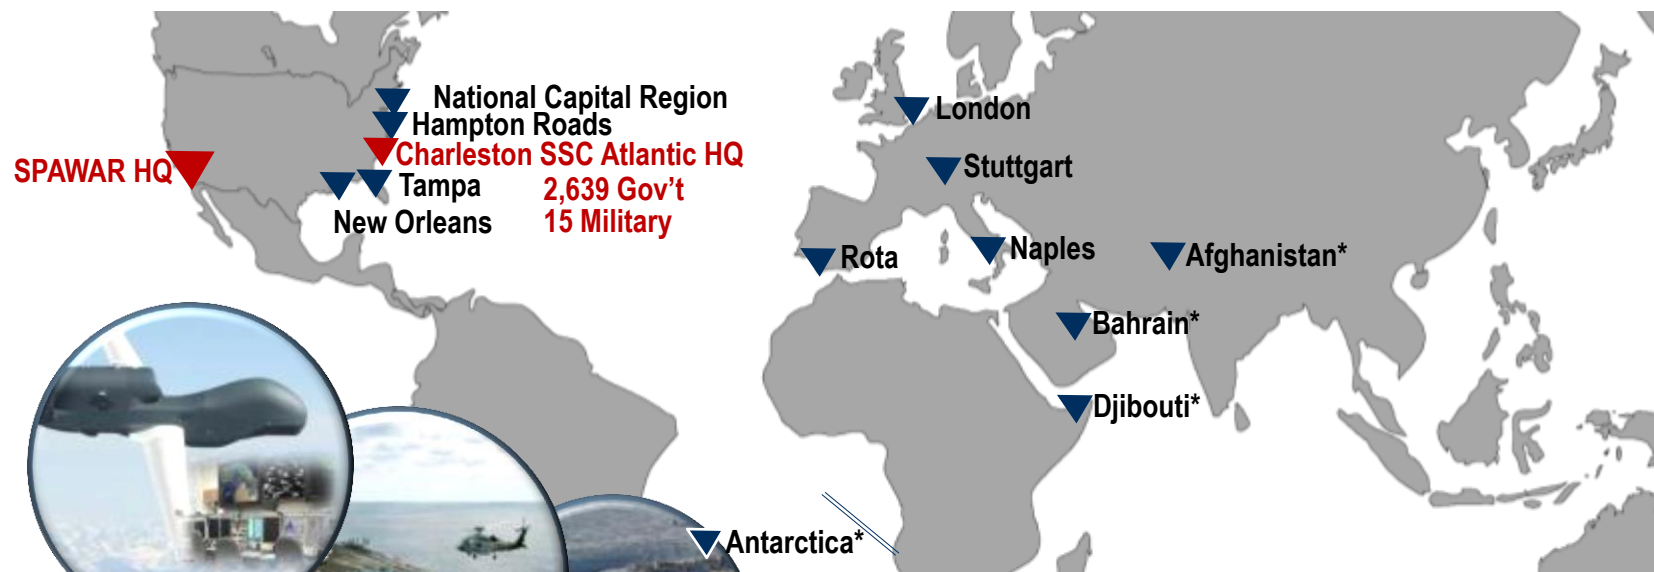 National Capital Region
Hampton Roads
Charleston SSC Atlantic HQ
SPAWAR HQ
Tampa
2,639 Gov't
15 Military
New Orleans
London
Stuttgart
Rota
Naples
Afghanistan*
Bahrain*
Djibouti*
Antarctica*